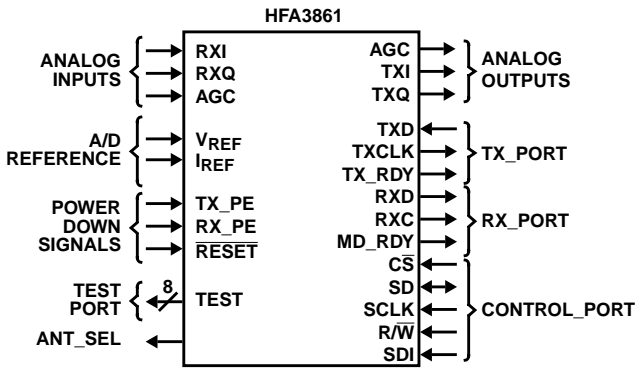 HFA3861
ANALOG
INPUTS
RXI
RXQ
AGC
A/D
REFERENCE
VREF
IREF
POWER
DOWN
SIGNALS
TX_PE
RX_PE
RESET
TEST
PORT
8
TEST
ANT_SEL
AGC
TXI
TXQ
ANALOG
OUTPUTS
TXD
TXCLK
TX_RDY
TX_PORT
RXD
RXC
MD_RDY
RX_PORT
CS
SD
SCLK
R/W
SDI
CONTROL_PORT